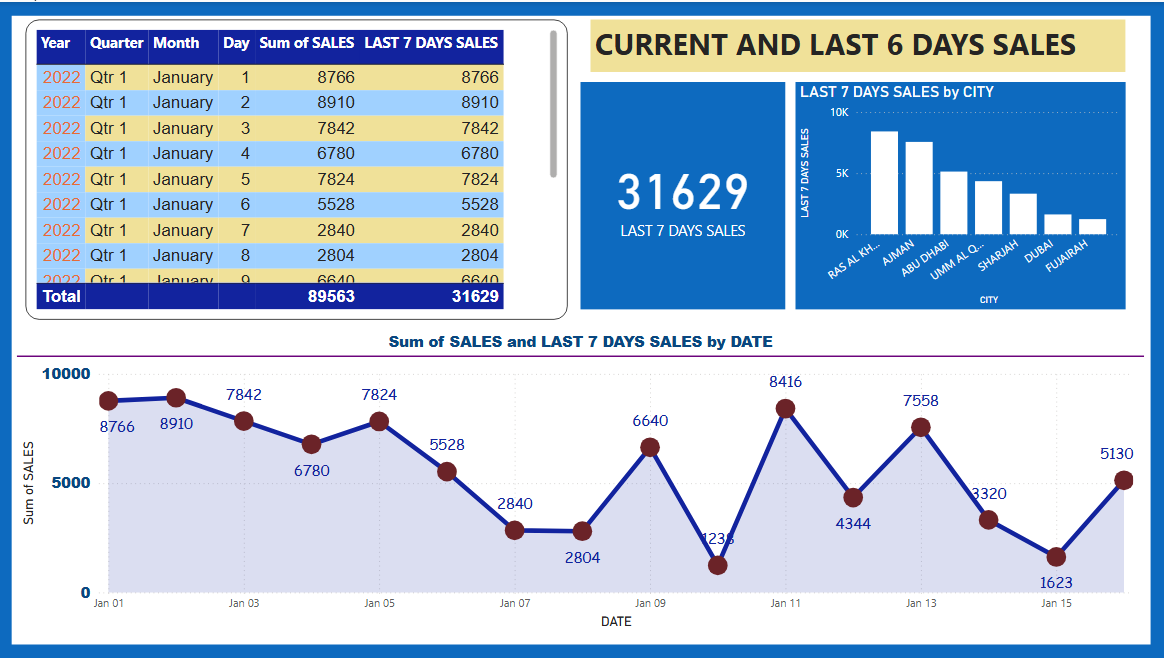 Year Quarter Month Day Sum of SALES LAST 7 DAYS SALES
2022 Qtr 1 January 1 8766 8766
2022 Qtr 1 January 2 8910 8910
2022 Qtr 1 January 3 7842 7842
2022 Qtr 1 January 4 6780 6780
2022 Qtr 1 January 5 7824 7824
2022 Qtr 1 January 6 5528 5528
2022 Qtr 1 January 7 2840 2840
2022 Qtr 1 January 8 2804 2804
2022 Qtr 1 January 9 6640 6640
Total 89563 31629
CURRENT AND LAST 6 DAYS SALES
31629
LAST 7 DAYS SALES
LAST 7 DAYS SALES by CITY
LAST 7 DAYS SALES
10K
5K
0K
RAS AL KH...
AJMAN
ABU DHABI
UMM AL Q...
SHARJAH
DUBAI
FUJAIRAH
CITY
Sum of SALES and LAST 7 DAYS SALES by DATE
Sum of SALES
10000
5000
0
8766
8910
7842
6780
7824
5528
2840
2804
6640
1238
8416
4344
7558
3320
1623
5130
Jan 01
Jan 03
Jan 05
Jan 07
Jan 09
Jan 11
Jan 13
Jan 15
DATE